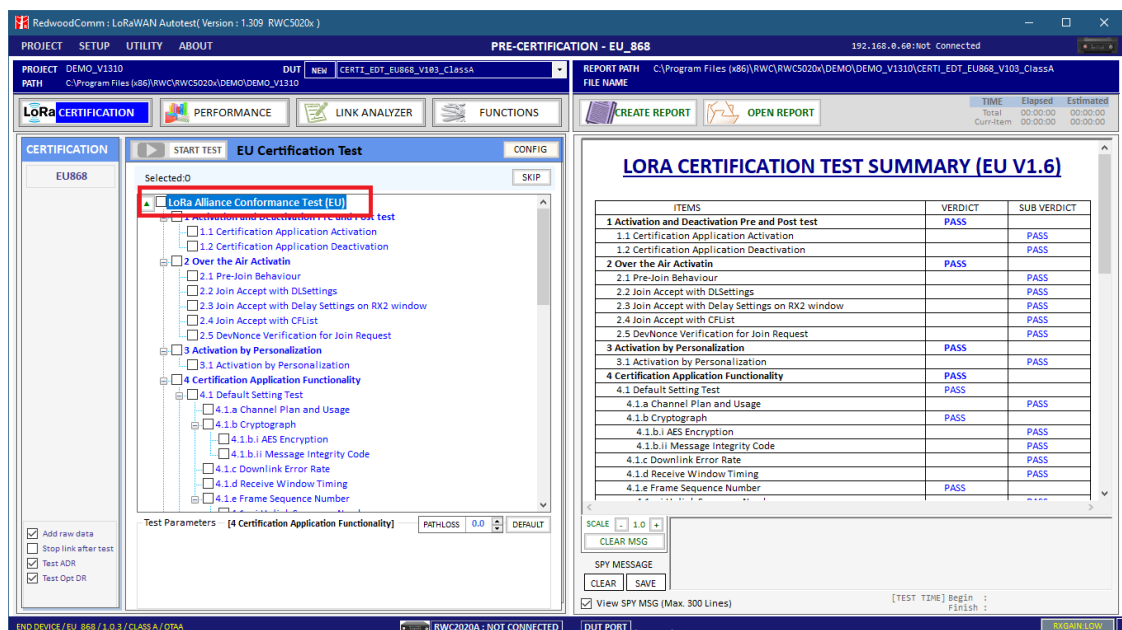 RedwoodComm : LoRaWAN Autotest( Version : 1.309 RWC5020x )
PROJECT SETUP UTILITY ABOUT PRE-CERTIFICATION - EU_868 192.168.0.60:Not Connected
PROJECT DEMO_V1310 DUT NEW CERTI_EDT_EU868_V103_ClassA
PATH C:\Program Files (x86)\RWC\RWC5020x\DEMO\DEMO_V1310
REPORT PATH C:\Program Files (x86)\RWC\RWC5020x\DEMO\DEMO_V1310\CERTI_EDT_EU868_V103_ClassA
FILE NAME
LoRa CERTIFICATION PERFORMANCE LINK ANALYZER FUNCTIONS
CREATE REPORT OPEN REPORT
TIME Elapsed Estimated
Total 00:00:00 00:00:00
Curr-Item 00:00:00 00:00:00
CERTIFICATION
EU868
START TEST EU Certification Test CONFIG
Selected:0 SKIP
LoRa Alliance Conformance Test (EU)
1 Activation and Deactivation Pre and Post test
1.1 Certification Application Activation
1.2 Certification Application Deactivation
2 Over the Air Activatin
2.1 Pre-Join Behaviour
2.2 Join Accept with DLSettings
2.3 Join Accept with Delay Settings on RX2 window
2.4 Join Accept with CFList
2.5 DevNonce Verification for Join Request
3 Activation by Personalization
3.1 Activation by Personalization
4 Certification Application Functionality
4.1 Default Setting Test
4.1.a Channel Plan and Usage
4.1.b Cryptograph
4.1.b.i AES Encryption
4.1.b.ii Message Integrity Code
4.1.c Downlink Error Rate
4.1.d Receive Window Timing
4.1.e Frame Sequence Number
Add raw data
Stop link after test
Test ADR
Test Opt DR
Test Parameters [4 Certification Application Functionality] PATHLOSS 0.0 DEFAULT
LORA CERTIFICATION TEST SUMMARY (EU V1.6)
ITEMS VERDICT SUB VERDICT
1 Activation and Deactivation Pre and Post test PASS
1.1 Certification Application Activation PASS
1.2 Certification Application Deactivation PASS
2 Over the Air Activatin PASS
2.1 Pre-Join Behaviour PASS
2.2 Join Accept with DLSettings PASS
2.3 Join Accept with Delay Settings on RX2 window PASS
2.4 Join Accept with CFList PASS
2.5 DevNonce Verification for Join Request PASS
3 Activation by Personalization PASS
3.1 Activation by Personalization PASS
4 Certification Application Functionality PASS
4.1 Default Setting Test PASS
4.1.a Channel Plan and Usage PASS
4.1.b Cryptograph PASS
4.1.b.i AES Encryption PASS
4.1.b.ii Message Integrity Code PASS
4.1.c Downlink Error Rate PASS
4.1.d Receive Window Timing PASS
4.1.e Frame Sequence Number PASS
SCALE - 1.0 +
CLEAR MSG
SPY MESSAGE
CLEAR SAVE
View SPY MSG (Max. 300 Lines)
[TEST TIME] Begin :
Finish :
END DEVICE / EU_868 / 1.0.3 / CLASS A / OTAA RWC2020A : NOT CONNECTED DUT PORT RXGAIN:LOW